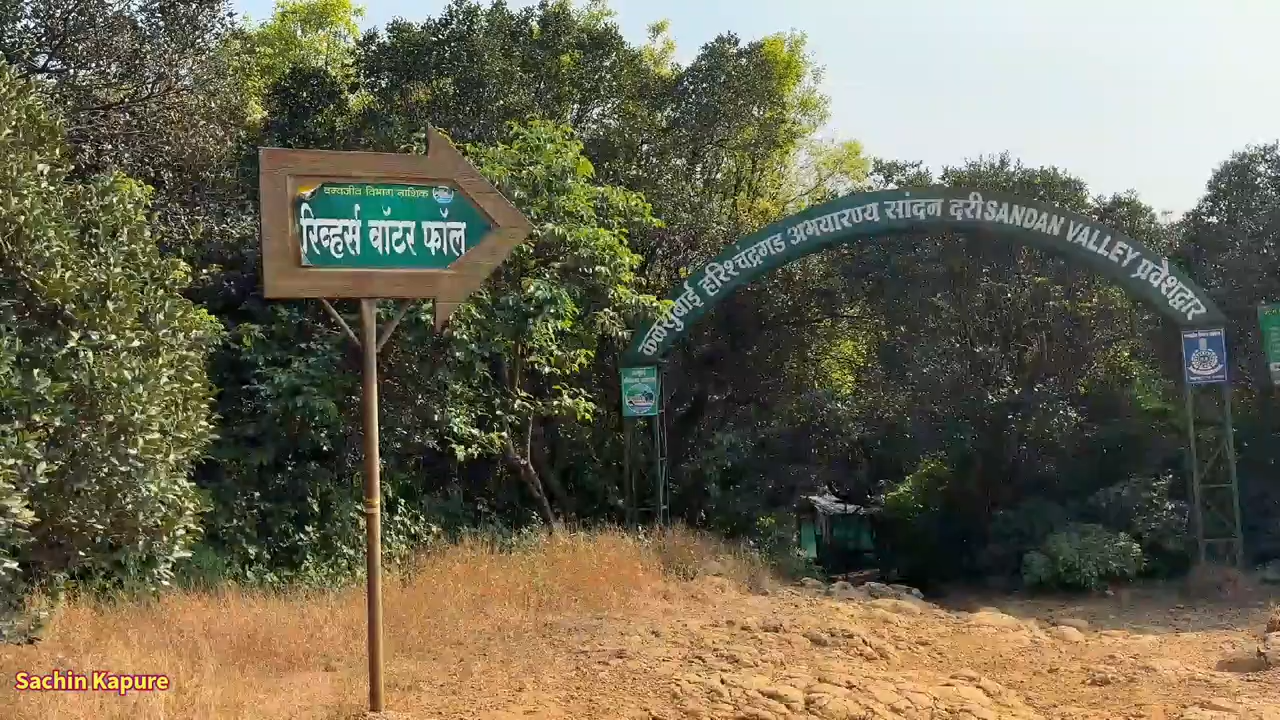 वन्यजीव विभाग नाशिक
रिव्हर्स वॉटर फॉल
कळसुबाई हरिश्चंद्रगड अभयारण्य सांदन दरी SANDAN VALLEY प्रवेशद्वार
Sachin Kapure